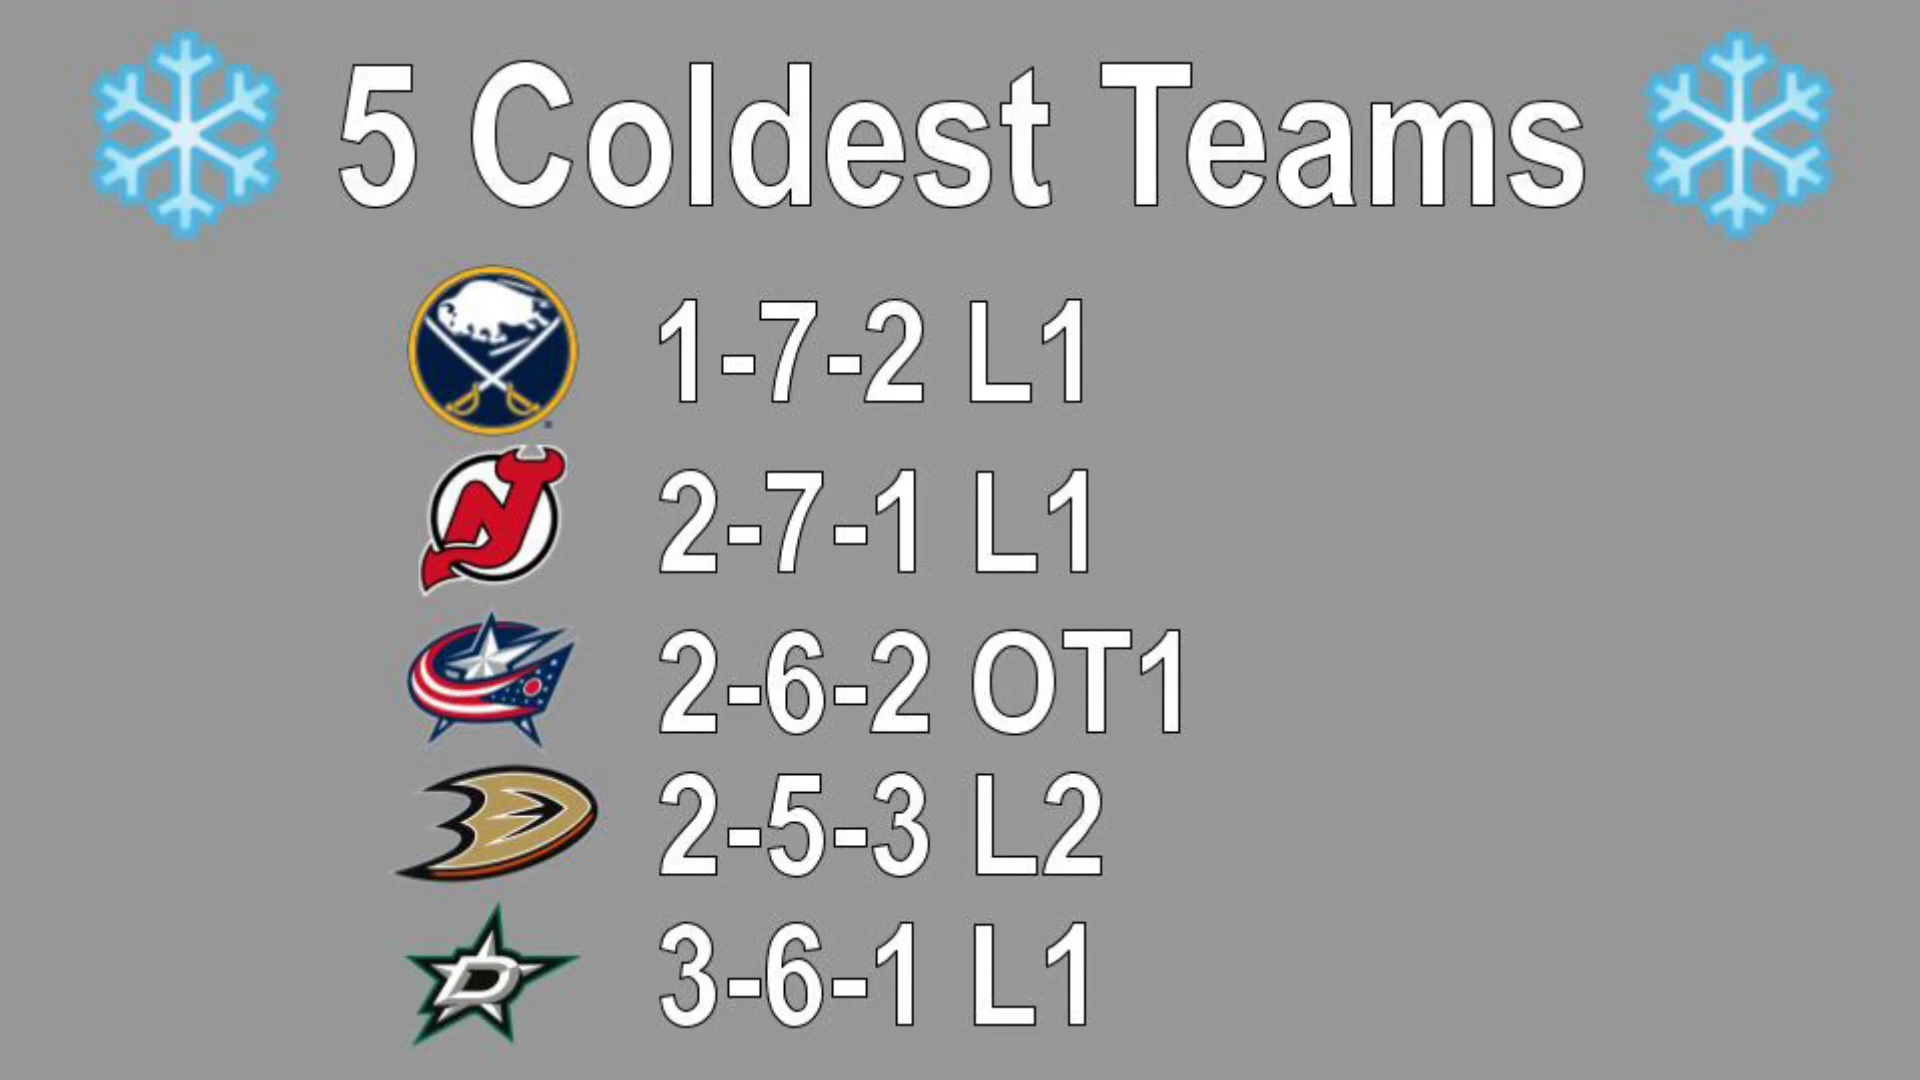 5 Coldest Teams
1-7-2 L1
2-7-1 L1
2-6-2 OT1
2-5-3 L2
3-6-1 L1